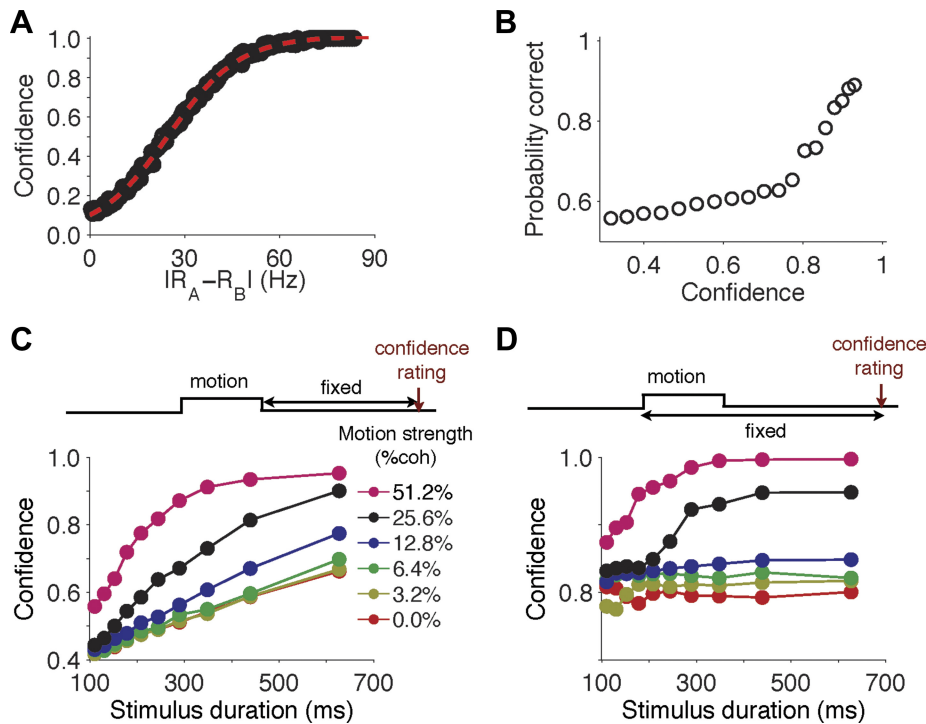 A
1.0
0.8
0.6
0.4
0.2
0.0
Confidence
0
30
60
90
|R_A–R_B| (Hz)
B
1
0.8
0.6
Probability correct
0.4
0.6
0.8
1
Confidence
C
confidence
rating
motion
fixed
Motion strength
(%coh)
51.2%
25.6%
12.8%
6.4%
3.2%
0.0%
1.0
0.8
0.6
0.4
Confidence
100
300
500
700
Stimulus duration (ms)
D
confidence
rating
motion
fixed
1.0
0.8
Confidence
100
300
500
700
Stimulus duration (ms)